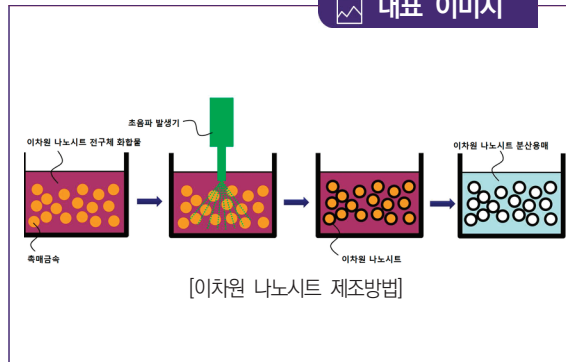 대표 이미지
초음파 발생기
이차원 나노시트 전구체 화합물
이차원 나노시트 분산용매
촉매금속
이차원 나노시트
[이차원 나노시트 제조방법]